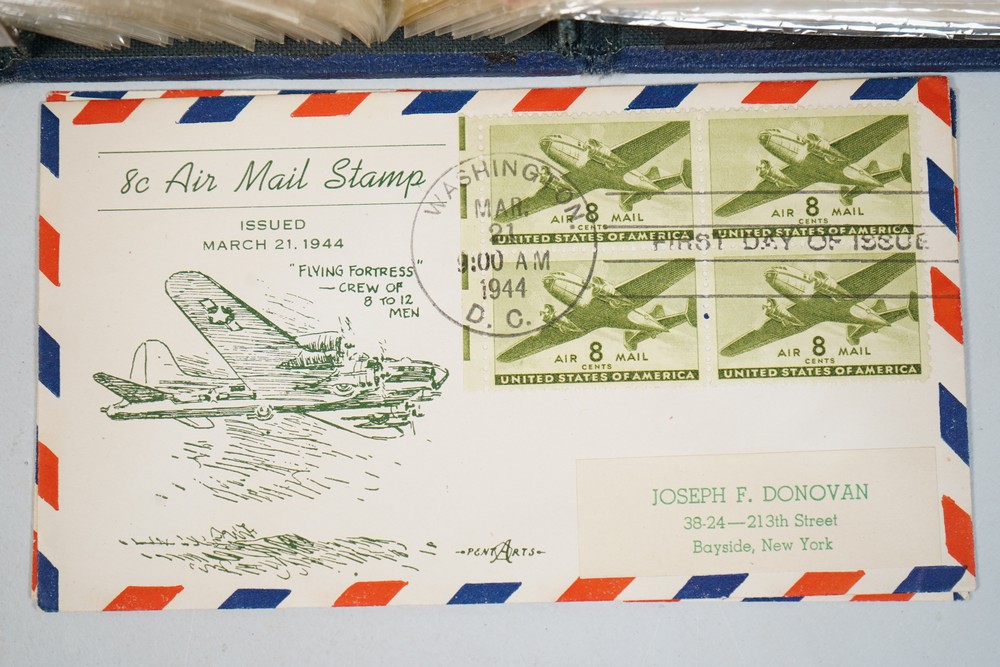 8c Air Mail Stamp
ISSUED
MARCH 21. 1944
"FLYING FORTRESS"
— CREW OF
8 TO 12
MEN
PENTARTS
WASHINGTON
MAR.
21
9:00 AM
1944
D. C.
FIRST DAY OF ISSUE
AIR 8 MAIL
CENTS
UNITED STATES OF AMERICA
AIR 8 MAIL
CENTS
UNITED STATES OF AMERICA
AIR 8 MAIL
CENTS
UNITED STATES OF AMERICA
AIR 8 MAIL
CENTS
UNITED STATES OF AMERICA
JOSEPH F. DONOVAN
38-24—213th Street
Bayside, New York